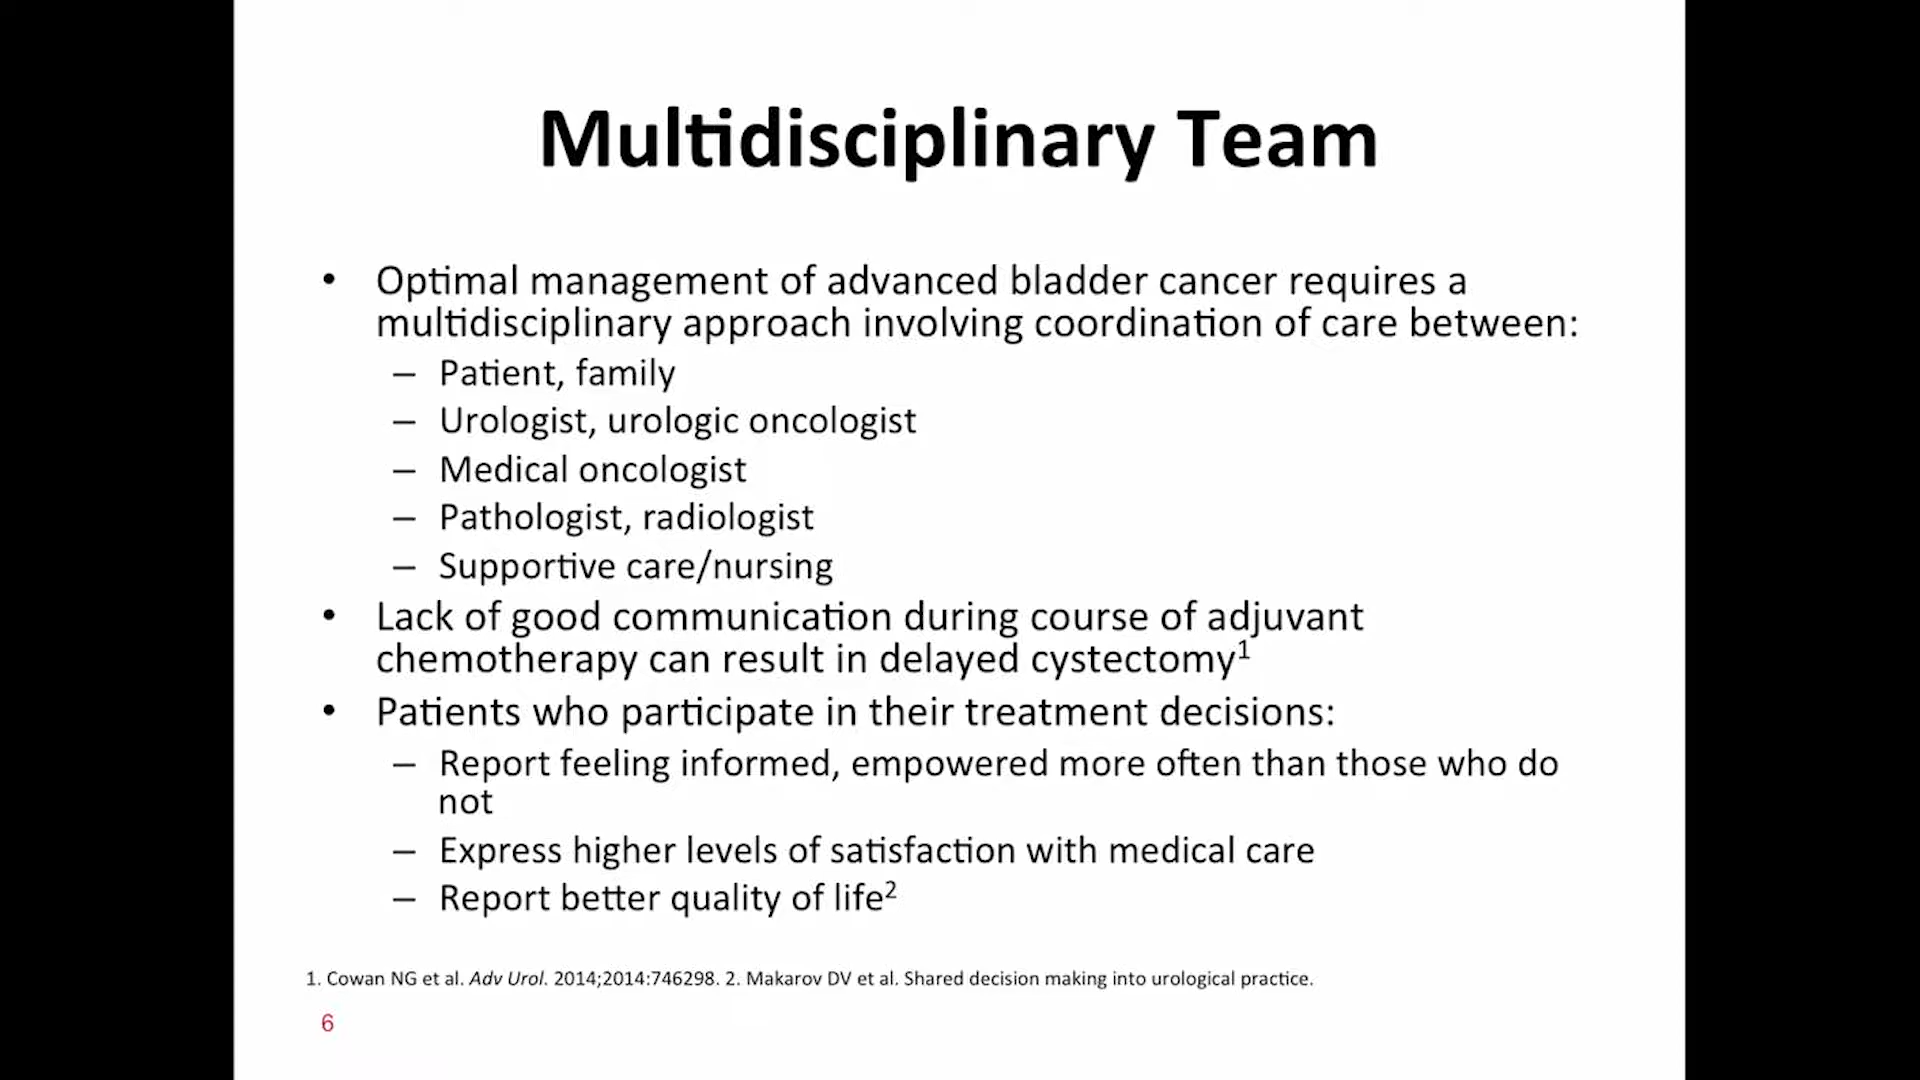 Multidisciplinary Team
• Optimal management of advanced bladder cancer requires a
multidisciplinary approach involving coordination of care between:
– Patient, family
– Urologist, urologic oncologist
– Medical oncologist
– Pathologist, radiologist
– Supportive care/nursing
• Lack of good communication during course of adjuvant
chemotherapy can result in delayed cystectomy¹
• Patients who participate in their treatment decisions:
– Report feeling informed, empowered more often than those who do
not
– Express higher levels of satisfaction with medical care
– Report better quality of life²
1. Cowan NG et al. Adv Urol. 2014;2014:746298. 2. Makarov DV et al. Shared decision making into urological practice.
6